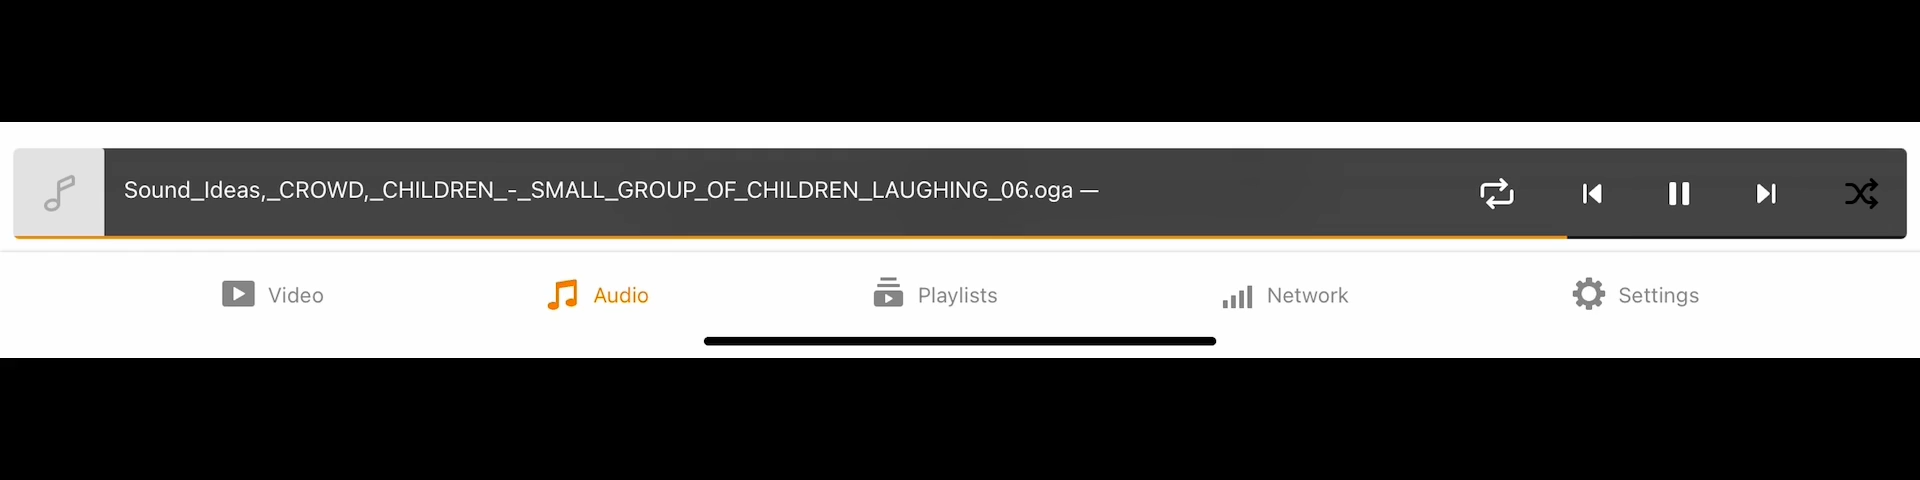 Sound_Ideas,_CROWD,_CHILDREN_-_SMALL_GROUP_OF_CHILDREN_LAUGHING_06.oga —
Video Audio Playlists Network Settings